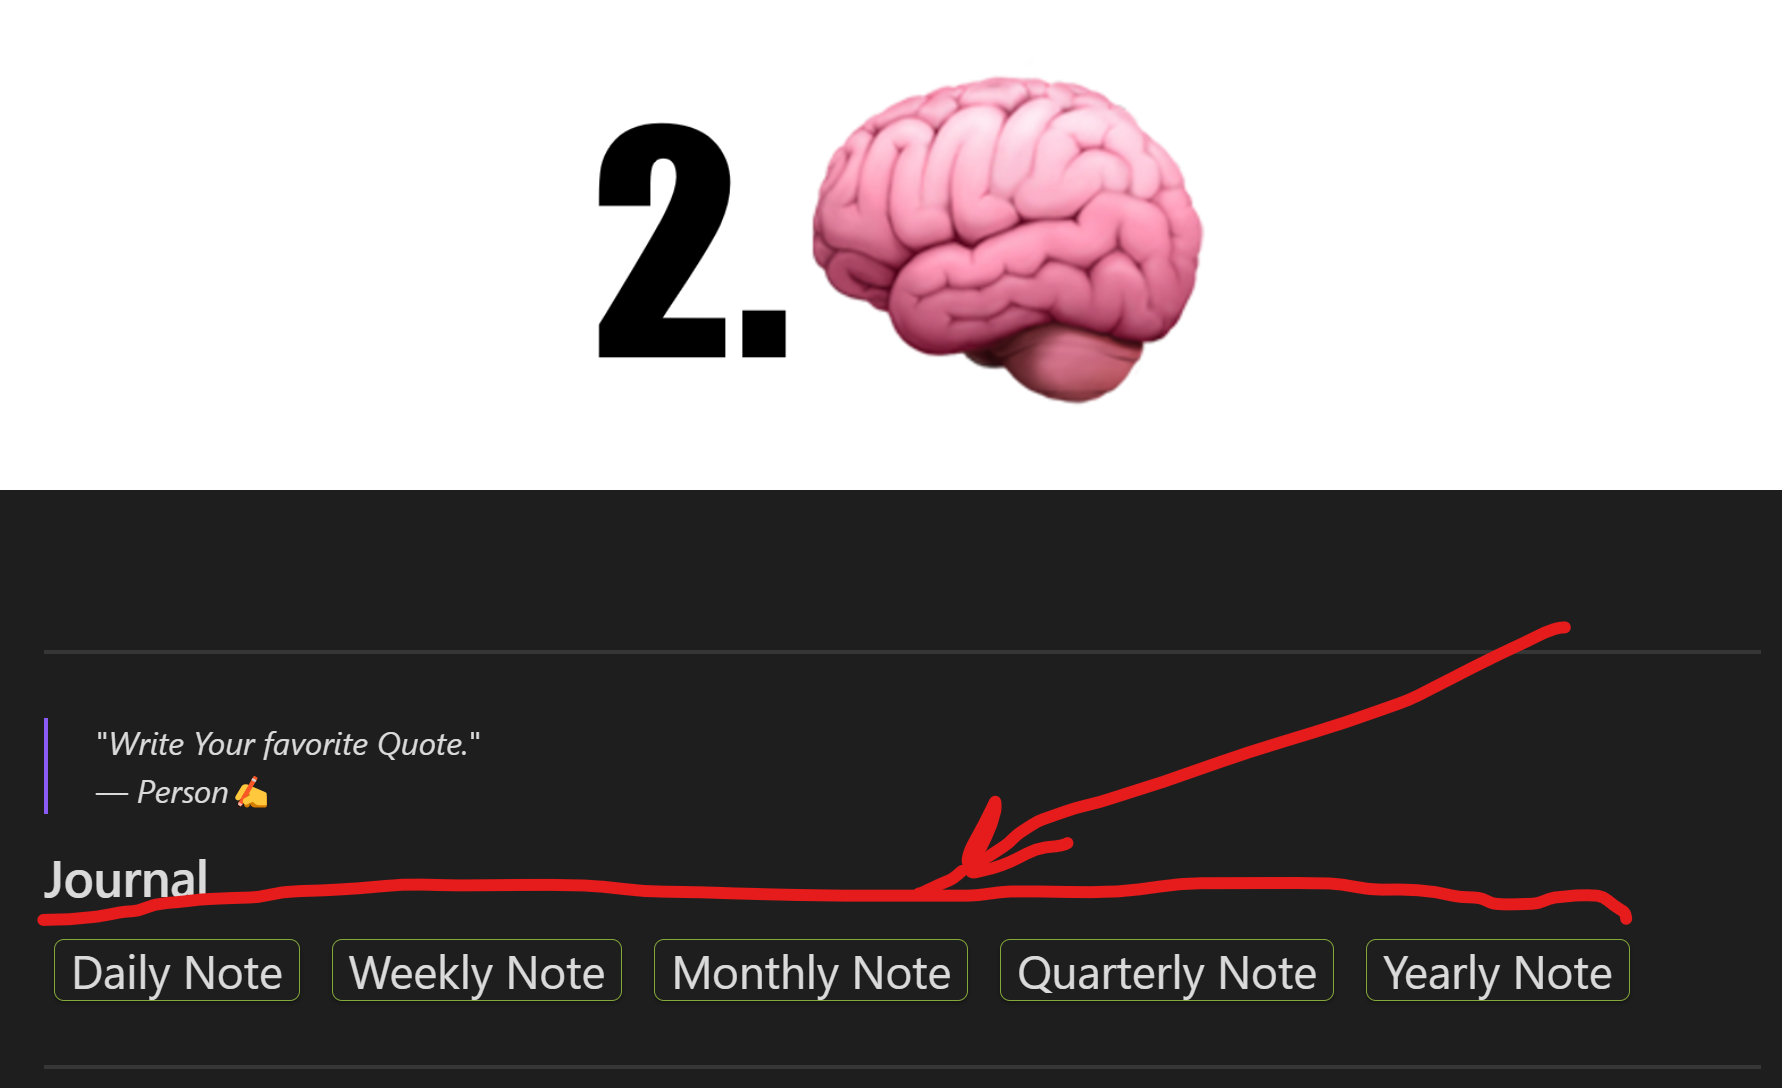 2.🧠
"Write Your favorite Quote."
— Person✍️
Journal
Daily Note Weekly Note Monthly Note Quarterly Note Yearly Note